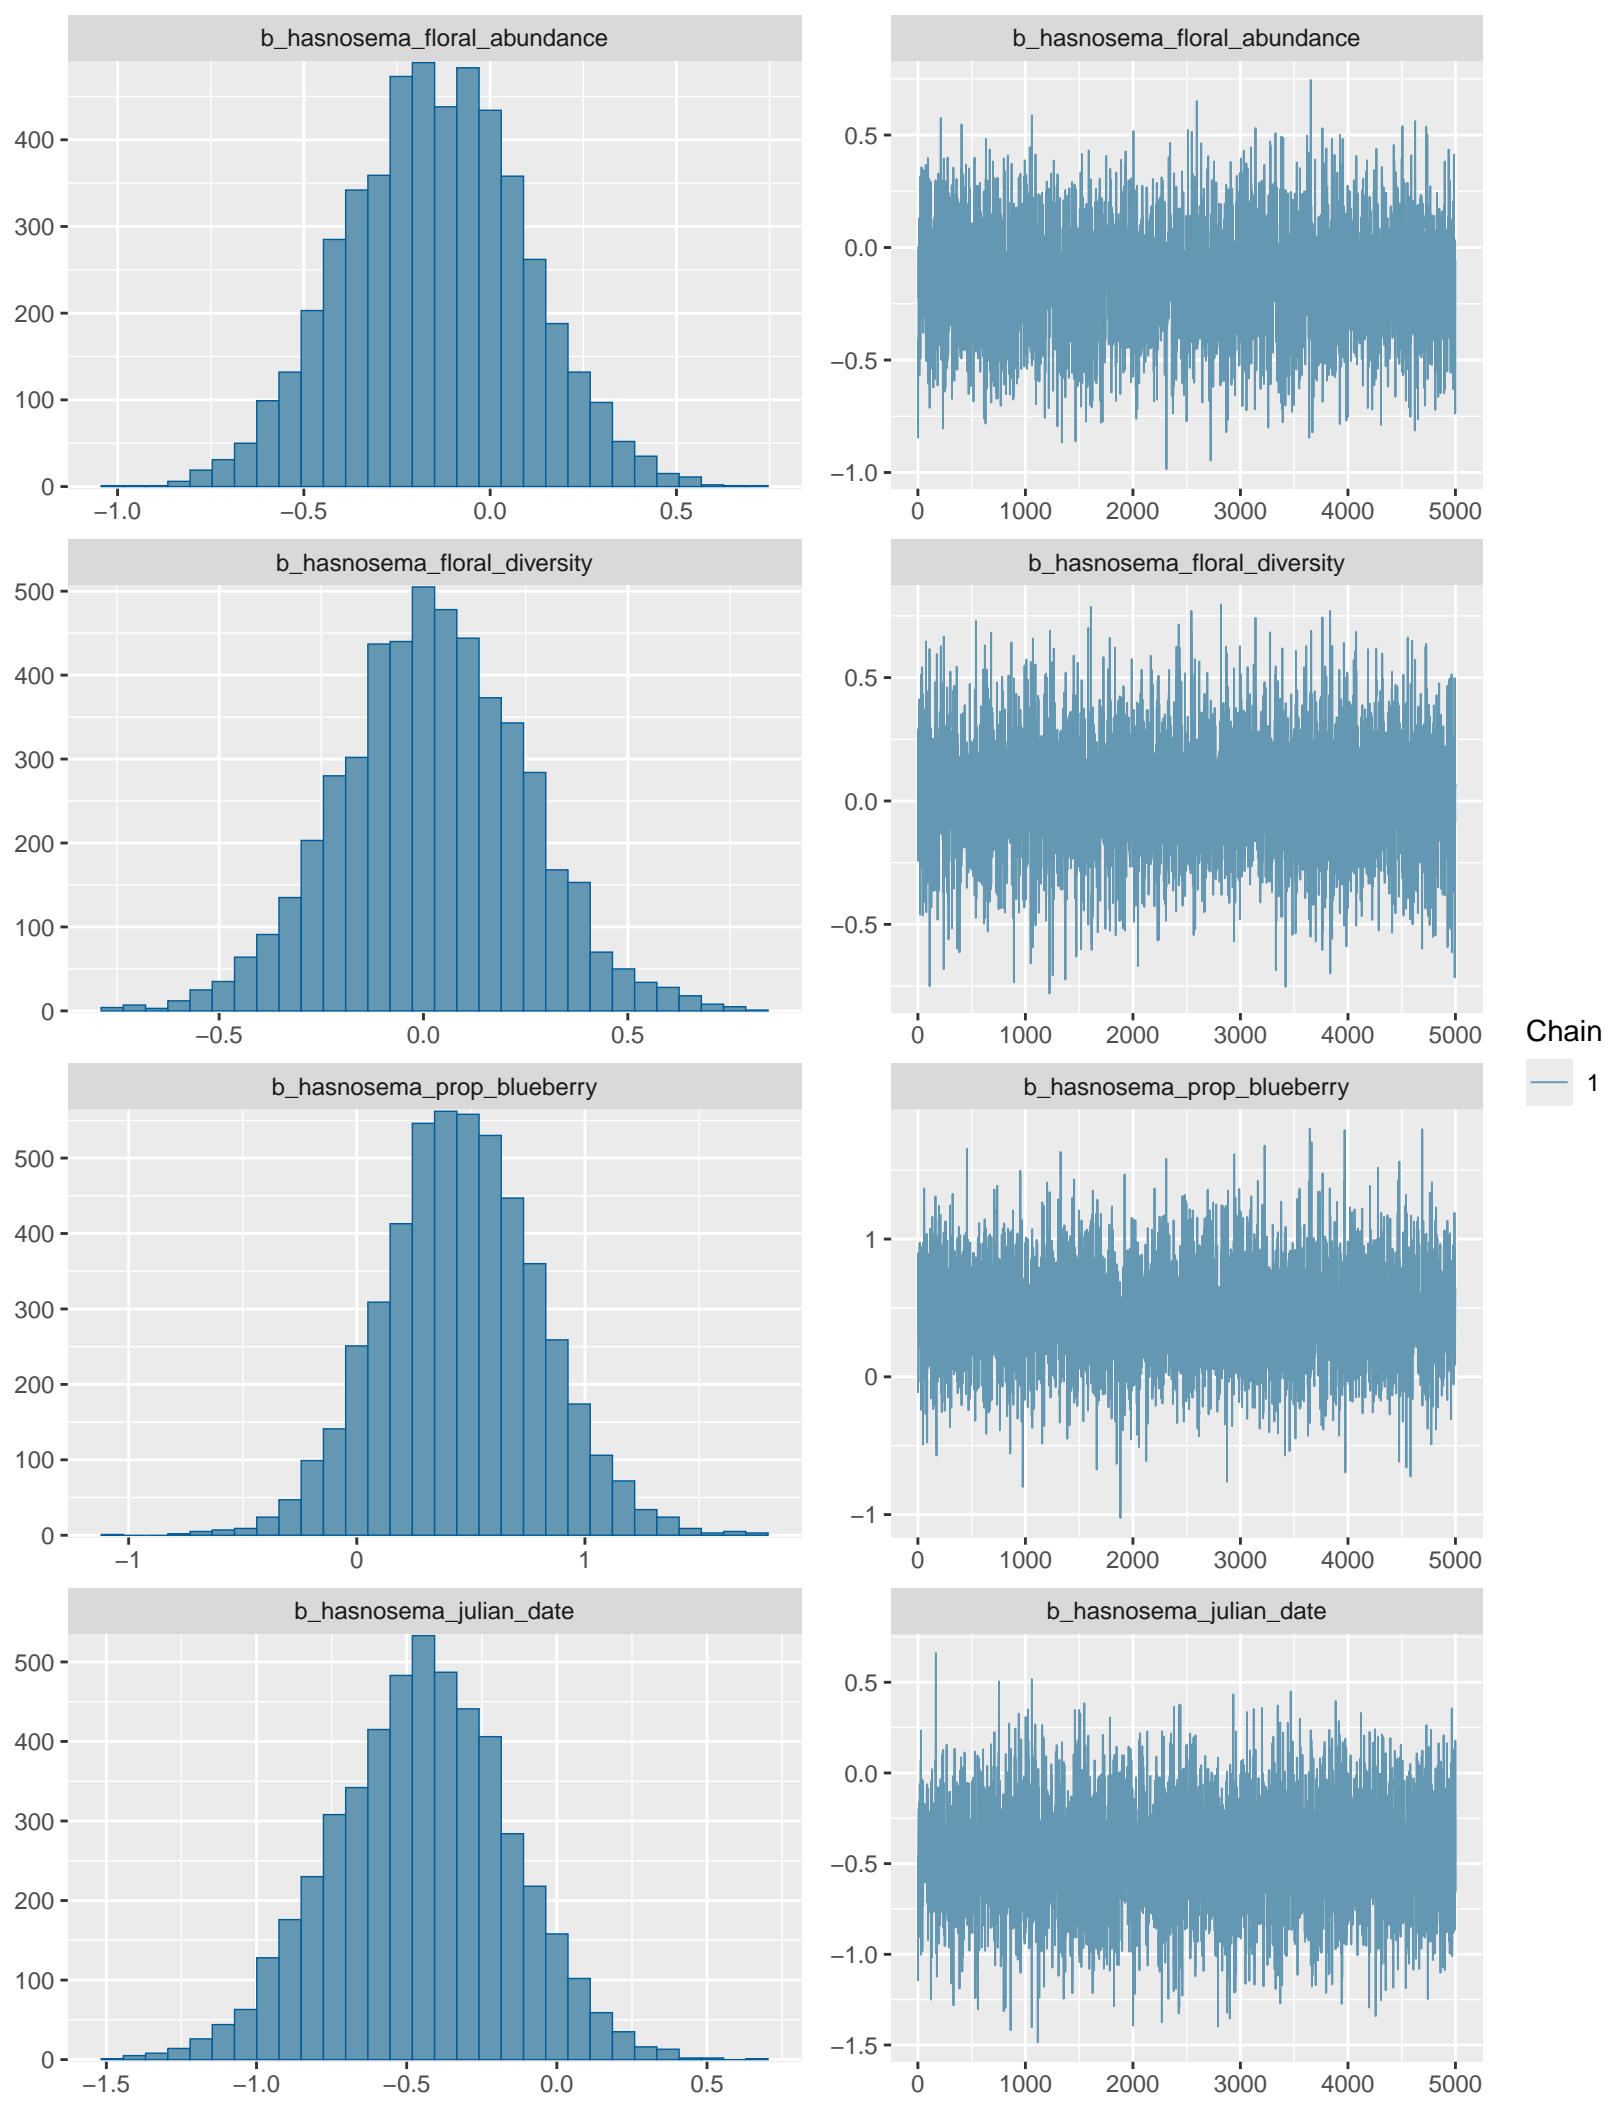 b_hasnosema_floral_abundance
b_hasnosema_floral_abundance
400
300
200
100
0
−1.0 −0.5 0.0 0.5
0.5
0.0
−0.5
−1.0
0 1000 2000 3000 4000 5000
b_hasnosema_floral_diversity
b_hasnosema_floral_diversity
500
400
300
200
100
0
−0.5 0.0 0.5
0.5
0.0
−0.5
0 1000 2000 3000 4000 5000
b_hasnosema_prop_blueberry
b_hasnosema_prop_blueberry
500
400
300
200
100
0
−1 0 1
1
0
−1
0 1000 2000 3000 4000 5000
b_hasnosema_julian_date
b_hasnosema_julian_date
500
400
300
200
100
0
−1.5 −1.0 −0.5 0.0 0.5
0.5
0.0
−0.5
−1.0
−1.5
0 1000 2000 3000 4000 5000
Chain
1